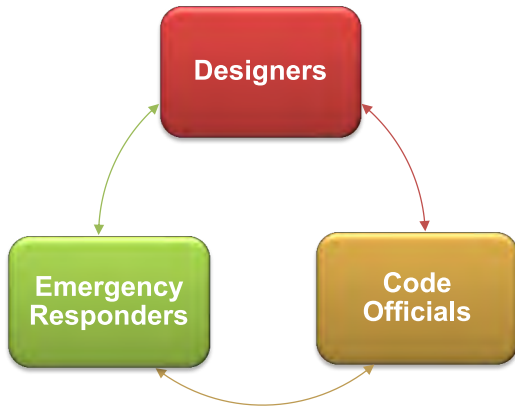 Designers
Emergency
Responders
Code
Officials